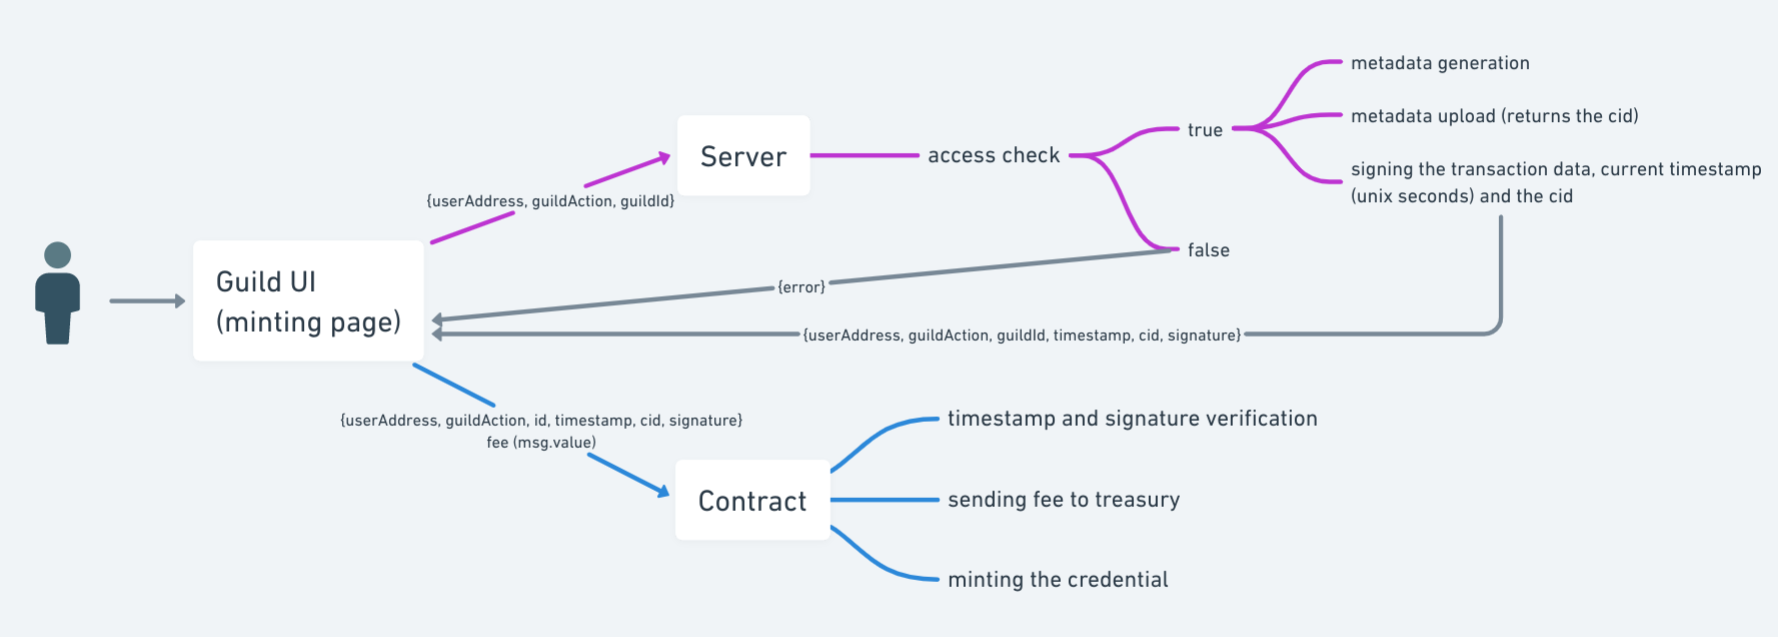 metadata generation
metadata upload (returns the cid)
true
Server
access check
signing the transaction data, current timestamp
(unix seconds) and the cid
{userAddress, guildAction, guildId}
false
Guild UI
(minting page)
{error}
{userAddress, guildAction, guildId, timestamp, cid, signature}
{userAddress, guildAction, id, timestamp, cid, signature}
fee (msg.value)
timestamp and signature verification
Contract
sending fee to treasury
minting the credential